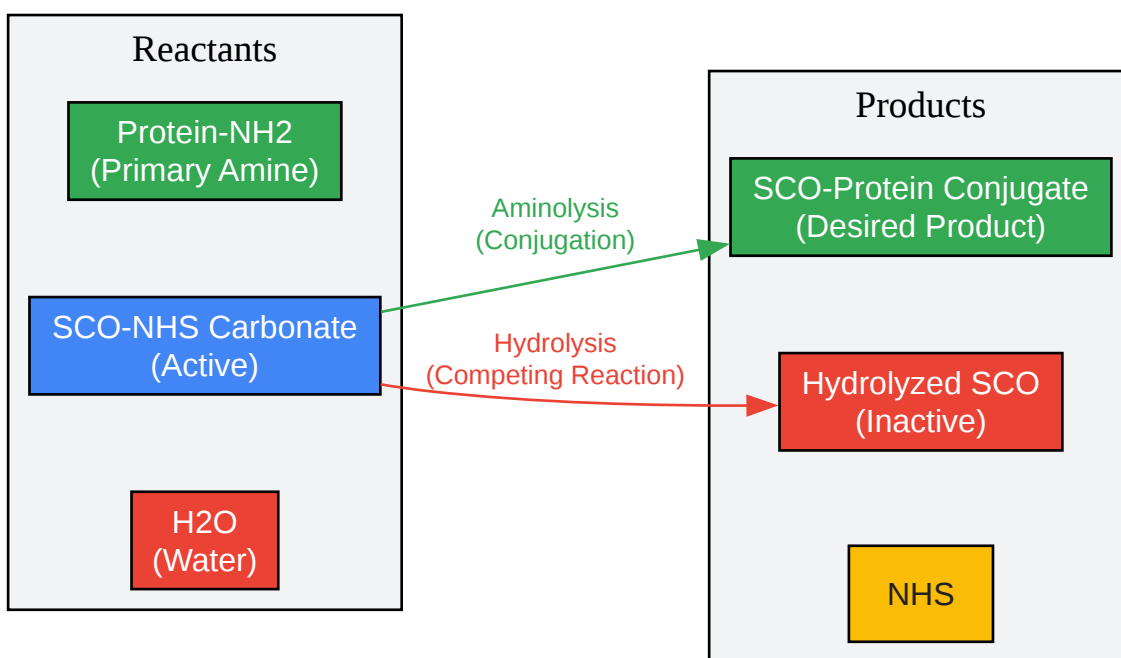 Reactants
Protein-NH2
(Primary Amine)
SCO-NHS Carbonate
(Active)
H2O
(Water)
Aminolysis
(Conjugation)
Hydrolysis
(Competing Reaction)
Products
SCO-Protein Conjugate
(Desired Product)
Hydrolyzed SCO
(Inactive)
NHS